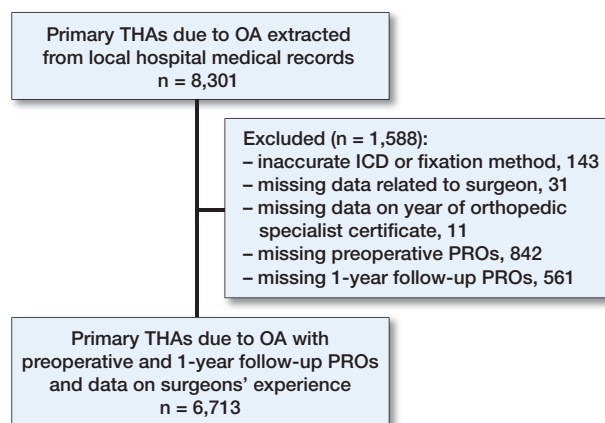 Primary THAs due to OA extracted
from local hospital medical records
n = 8,301
Excluded (n = 1,588):
– inaccurate ICD or fixation method, 143
– missing data related to surgeon, 31
– missing data on year of orthopedic
specialist certificate, 11
– missing preoperative PROs, 842
– missing 1-year follow-up PROs, 561
Primary THAs due to OA with
preoperative and 1-year follow-up PROs
and data on surgeons’ experience
n = 6,713